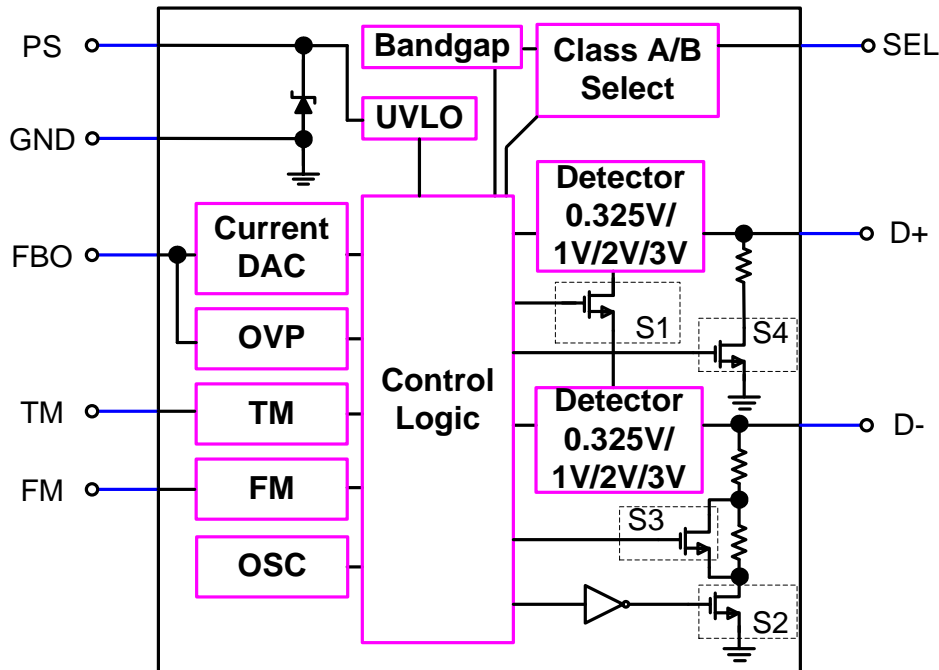 PS
GND
FBO
TM
FM
Bandgap
UVLO
Class A/B
Select
SEL
Current
DAC
OVP
TM
FM
OSC
Control
Logic
Detector
0.325V/
1V/2V/3V
D+
S1
S4
Detector
0.325V/
1V/2V/3V
D-
S3
S2